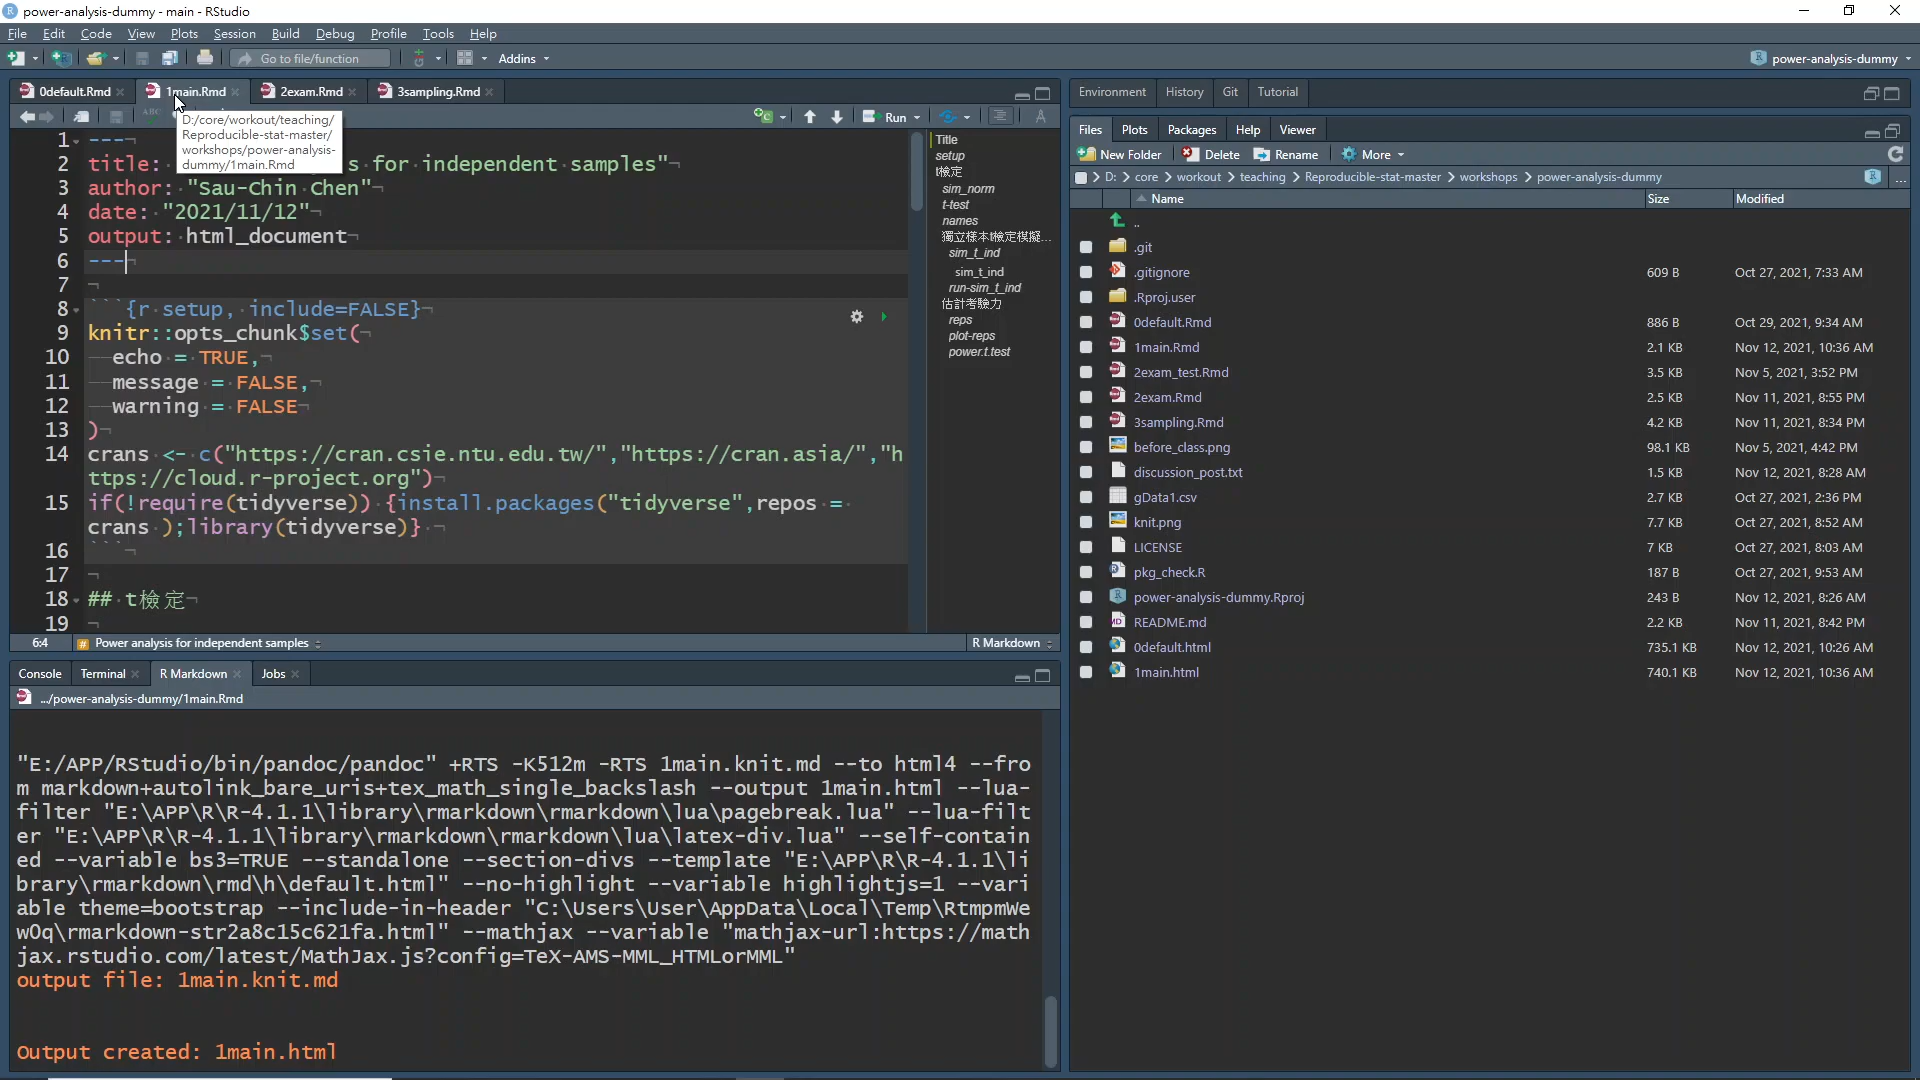 power-analysis-dummy - main - RStudio
File Edit Code View Plots Session Build Debug Profile Tools Help
Go to file/function Addins power-analysis-dummy
0default.Rmd 1main.Rmd 2exam.Rmd 3sampling.Rmd
Run
D:/core/workout/teaching/
Reproducible-stat-master/
workshops/power-analysis-
dummy/1main.Rmd
1 ---
2 title: s for independent samples"
3 author: "Sau-Chin Chen"
4 date: "2021/11/12"
5 output: html_document
6 ---
7
8 ```{r setup, include=FALSE}
9 knitr::opts_chunk$set(
10 echo = TRUE,
11 message = FALSE,
12 warning = FALSE
13 )
14 crans <- c("https://cran.csie.ntu.edu.tw/","https://cran.asia/","h
ttps://cloud.r-project.org")
15 if(!require(tidyverse)) {install.packages("tidyverse",repos =
crans );library(tidyverse)}
16 ```
17
18 ## t檢定
19
Title
setup
t檢定
sim_norm
t-test
names
獨立樣本t檢定模擬...
sim_t_ind
sim_t_ind
run-sim_t_ind
估計考驗力
reps
plot-reps
power.t.test
6:4 Power analysis for independent samples R Markdown
Console Terminal R Markdown Jobs
.../power-analysis-dummy/1main.Rmd
"E:/APP/RStudio/bin/pandoc/pandoc" +RTS -K512m -RTS 1main.knit.md --to html4 --fro
m markdown+autolink_bare_uris+tex_math_single_backslash --output 1main.html --lua-
filter "E:\APP\R\R-4.1.1\library\rmarkdown\rmarkdown\lua\pagebreak.lua" --lua-filt
er "E:\APP\R\R-4.1.1\library\rmarkdown\rmarkdown\lua\latex-div.lua" --self-contain
ed --variable bs3=TRUE --standalone --section-divs --template "E:\APP\R\R-4.1.1\li
brary\rmarkdown\rmd\h\default.html" --no-highlight --variable highlightjs=1 --vari
able theme=bootstrap --include-in-header "C:\Users\User\AppData\Local\Temp\RtmpmWe
wOq\rmarkdown-str2a8c15c621fa.html" --mathjax --variable "mathjax-url:https://math
jax.rstudio.com/latest/MathJax.js?config=TeX-AMS-MML_HTMLorMML"
output file: 1main.knit.md
Output created: 1main.html
Environment History Git Tutorial
Files Plots Packages Help Viewer
New Folder Delete Rename More
D: > core > workout > teaching > Reproducible-stat-master > workshops > power-analysis-dummy ...
Name Size Modified
..
.git
.gitignore 609 B Oct 27, 2021, 7:33 AM
.Rproj.user
0default.Rmd 886 B Oct 29, 2021, 9:34 AM
1main.Rmd 2.1 KB Nov 12, 2021, 10:36 AM
2exam_test.Rmd 3.5 KB Nov 5, 2021, 3:52 PM
2exam.Rmd 2.5 KB Nov 11, 2021, 8:55 PM
3sampling.Rmd 4.2 KB Nov 11, 2021, 8:34 PM
before_class.png 98.1 KB Nov 5, 2021, 4:42 PM
discussion_post.txt 1.5 KB Nov 12, 2021, 8:28 AM
gData1.csv 2.7 KB Oct 27, 2021, 2:36 PM
knit.png 7.7 KB Oct 27, 2021, 8:52 AM
LICENSE 7 KB Oct 27, 2021, 8:03 AM
pkg_check.R 187 B Oct 27, 2021, 9:53 AM
power-analysis-dummy.Rproj 243 B Nov 12, 2021, 8:26 AM
README.md 2.2 KB Nov 11, 2021, 8:42 PM
0default.html 735.1 KB Nov 12, 2021, 10:26 AM
1main.html 740.1 KB Nov 12, 2021, 10:36 AM